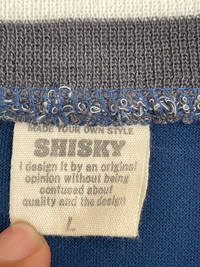 MADE YOUR OWN STYLE
SHISKY
I design it by an original
opinion without being
confused about
quality and the design
L